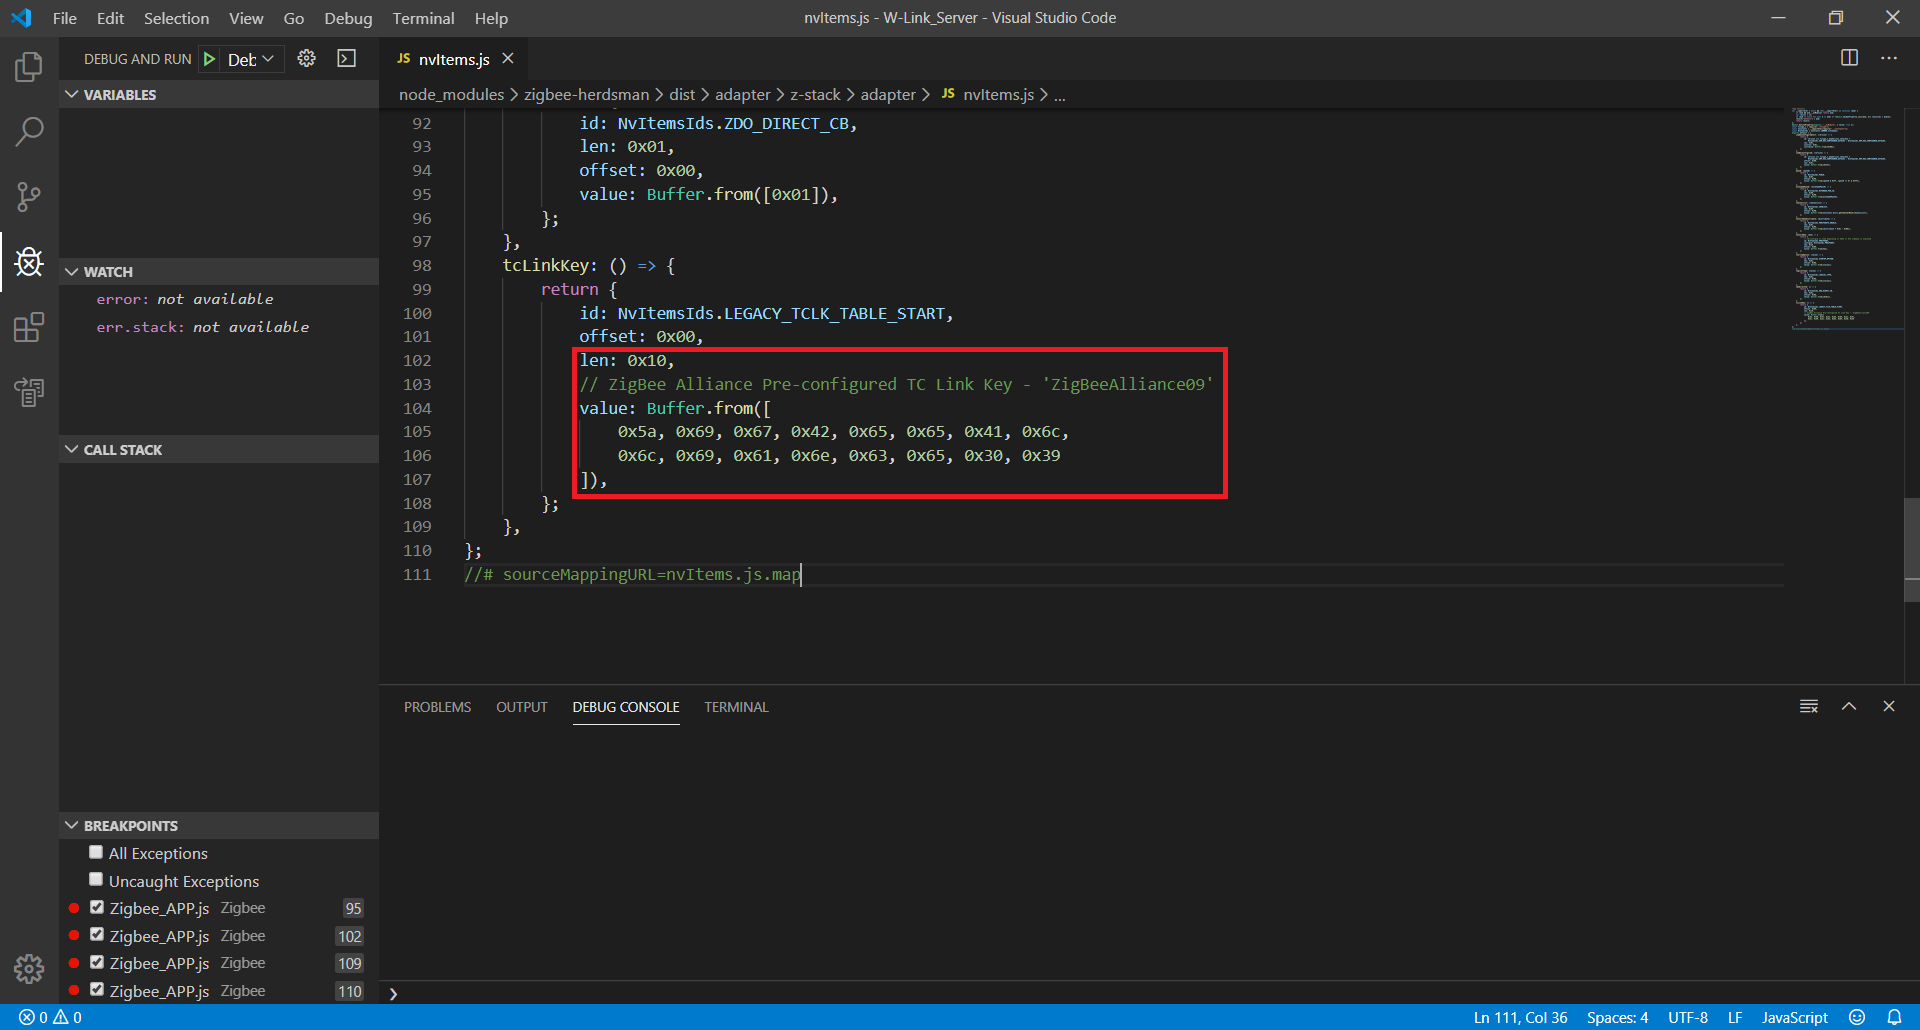 File Edit Selection View Go Debug Terminal Help
nvItems.js - W-Link_Server - Visual Studio Code
DEBUG AND RUN Deb
VARIABLES
WATCH
error: not available
err.stack: not available
CALL STACK
BREAKPOINTS
All Exceptions
Uncaught Exceptions
Zigbee_APP.js Zigbee 95
Zigbee_APP.js Zigbee 102
Zigbee_APP.js Zigbee 109
Zigbee_APP.js Zigbee 110
JS nvItems.js
node_modules > zigbee-herdsman > dist > adapter > z-stack > adapter > JS nvItems.js > ...
92 id: NvItemsIds.ZDO_DIRECT_CB,
93 len: 0x01,
94 offset: 0x00,
95 value: Buffer.from([0x01]),
96 };
97 },
98 tcLinkKey: () => {
99 return {
100 id: NvItemsIds.LEGACY_TCLK_TABLE_START,
101 offset: 0x00,
102 len: 0x10,
103 // ZigBee Alliance Pre-configured TC Link Key - 'ZigBeeAlliance09'
104 value: Buffer.from([
105 0x5a, 0x69, 0x67, 0x42, 0x65, 0x65, 0x41, 0x6c,
106 0x6c, 0x69, 0x61, 0x6e, 0x63, 0x65, 0x30, 0x39
107 ]),
108 };
109 },
110 };
111 //# sourceMappingURL=nvItems.js.map
PROBLEMS OUTPUT DEBUG CONSOLE TERMINAL
0 0
Ln 111, Col 36 Spaces: 4 UTF-8 LF JavaScript